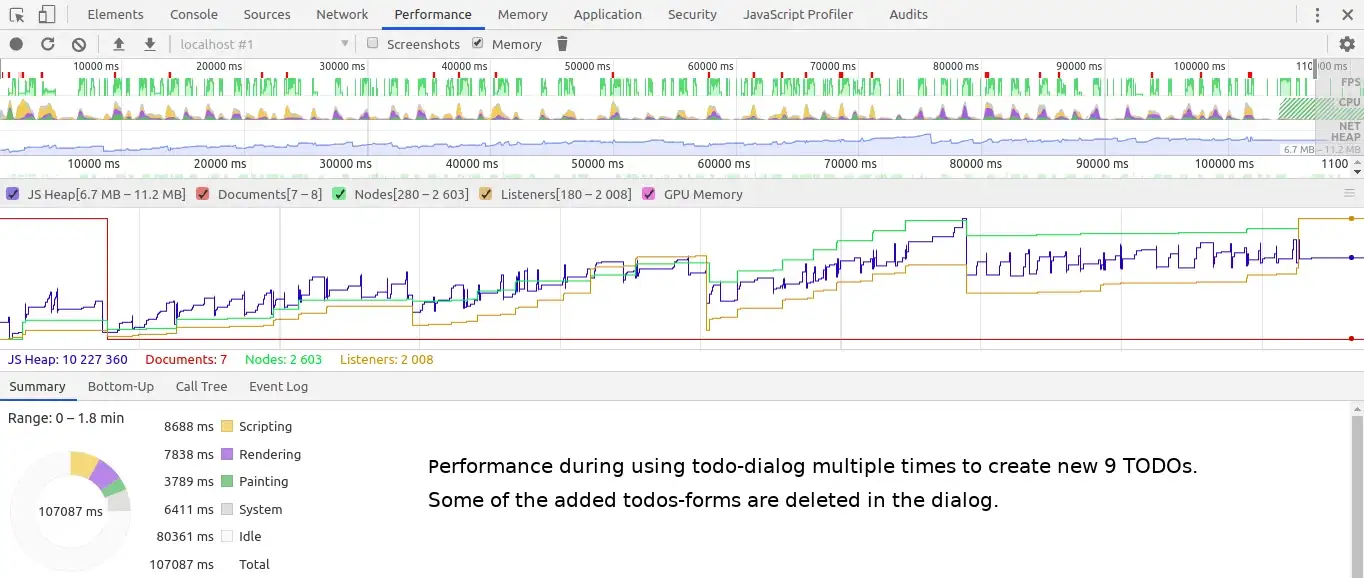 Elements Console Sources Network Performance Memory Application Security JavaScript Profiler Audits
localhost #1 Screenshots Memory
10000 ms 20000 ms 30000 ms 40000 ms 50000 ms 60000 ms 70000 ms 80000 ms 90000 ms 100000 ms 110000 ms
FPS
CPU
NET
HEAP
6.7 MB – 11.2 MB
10000 ms 20000 ms 30000 ms 40000 ms 50000 ms 60000 ms 70000 ms 80000 ms 90000 ms 100000 ms 1100
JS Heap[6.7 MB – 11.2 MB] Documents[7 – 8] Nodes[280 – 2 603] Listeners[180 – 2 008] GPU Memory
JS Heap: 10 227 360 Documents: 7 Nodes: 2 603 Listeners: 2 008
Summary Bottom-Up Call Tree Event Log
Range: 0 – 1.8 min
8688 ms Scripting
7838 ms Rendering
3789 ms Painting
6411 ms System
80361 ms Idle
107087 ms Total
107087 ms
Performance during using todo-dialog multiple times to create new 9 TODOs.
Some of the added todos-forms are deleted in the dialog.